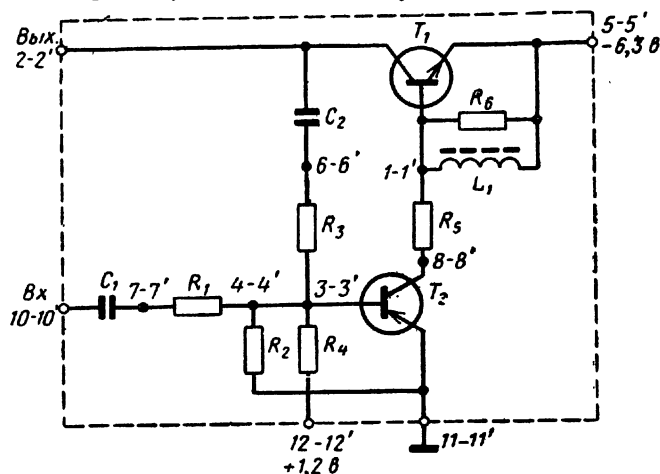 Вых.
2-2'
T₁
5-5'
-6,3 в
C₂
R₆
6-6'
1-1'
L₁
R₃
R₅
8-8'
Вх
10-10'
C₁
7-7'
R₁
4-4'
3-3'
T₂
R₂
R₄
12-12'
+1,2 в
11-11'